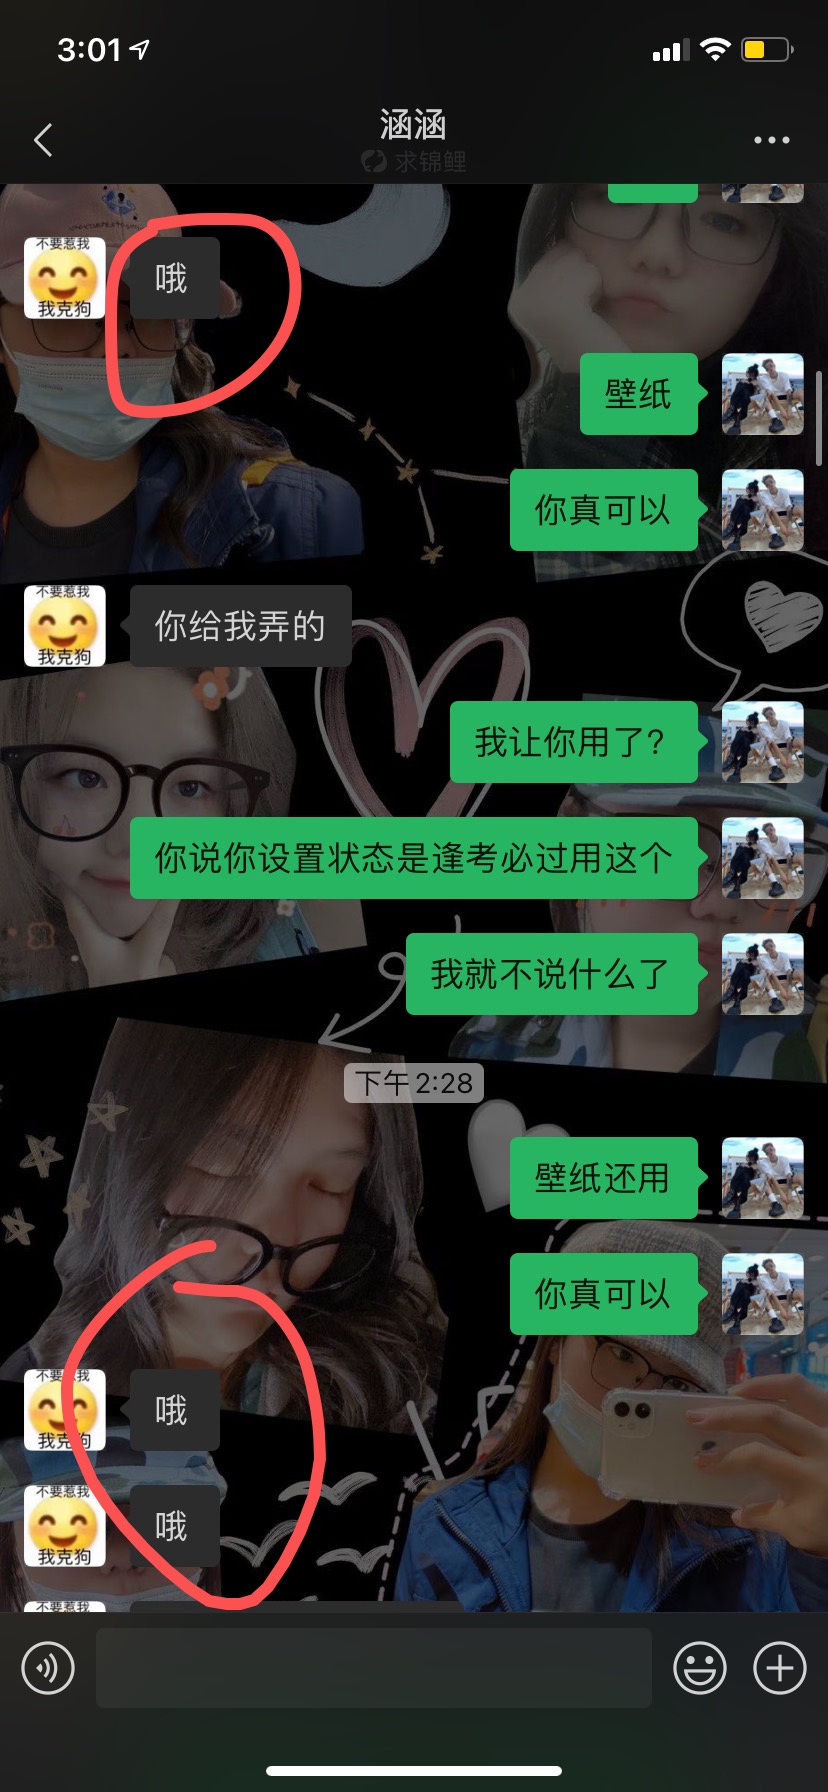 3:01
涵涵
求锦鲤
不要惹我
我克狗
哦
壁纸
你真可以
不要惹我
我克狗
你给我弄的
我让你用了？
你说你设置状态是逢考必过用这个
我就不说什么了
下午 2:28
壁纸还用
你真可以
不要惹我
我克狗
哦
不要惹我
我克狗
哦
不要惹我